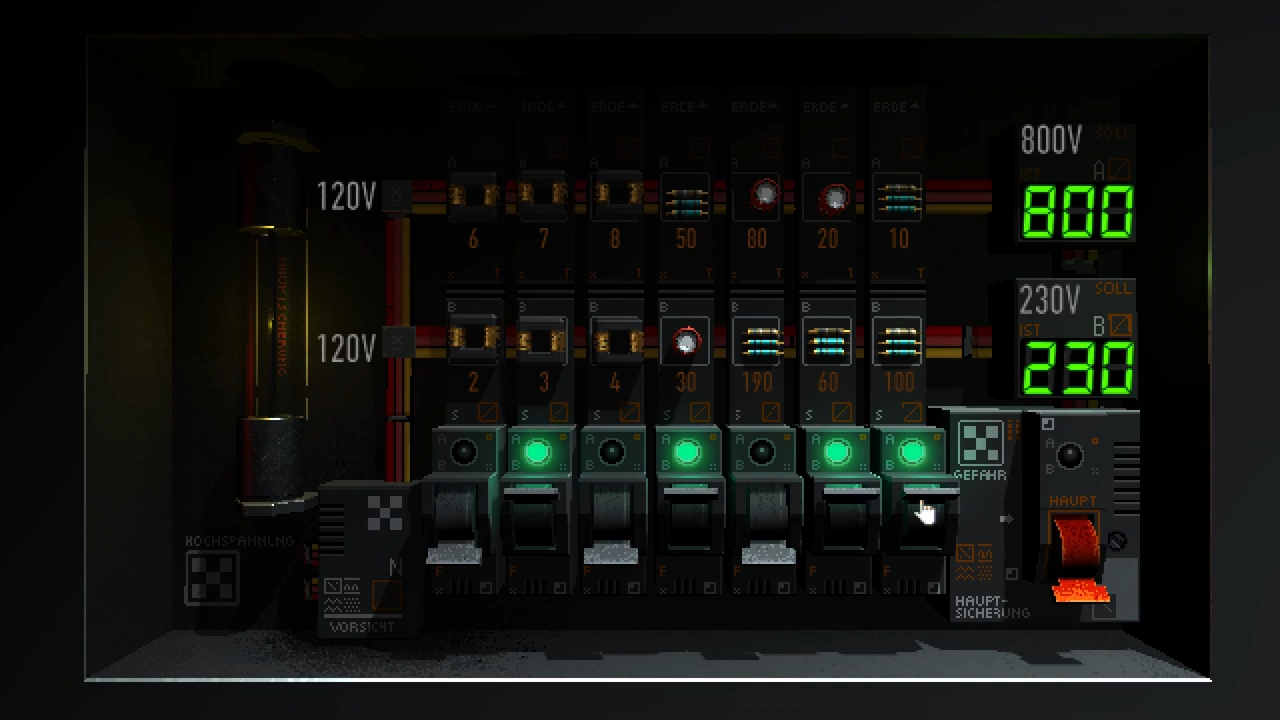 ERDE ERDE ERDE ERDE ERDE ERDE ERDE
800V SOLL
A A A A A A A
IST A
120V
800
6 7 8 50 80 20 10
230V SOLL
B B B B B B B
IST B
120V
230
2 3 4 30 190 60 100
S S S S S S S
A A A A A A A
B B B B B B B
GEFAHR
A
B
HAUPTSICHERUNG
HAUPT
HOCHSPANNUNG
N
F F F F F F F
HAUPT-
SICHERUNG
VORSICHT